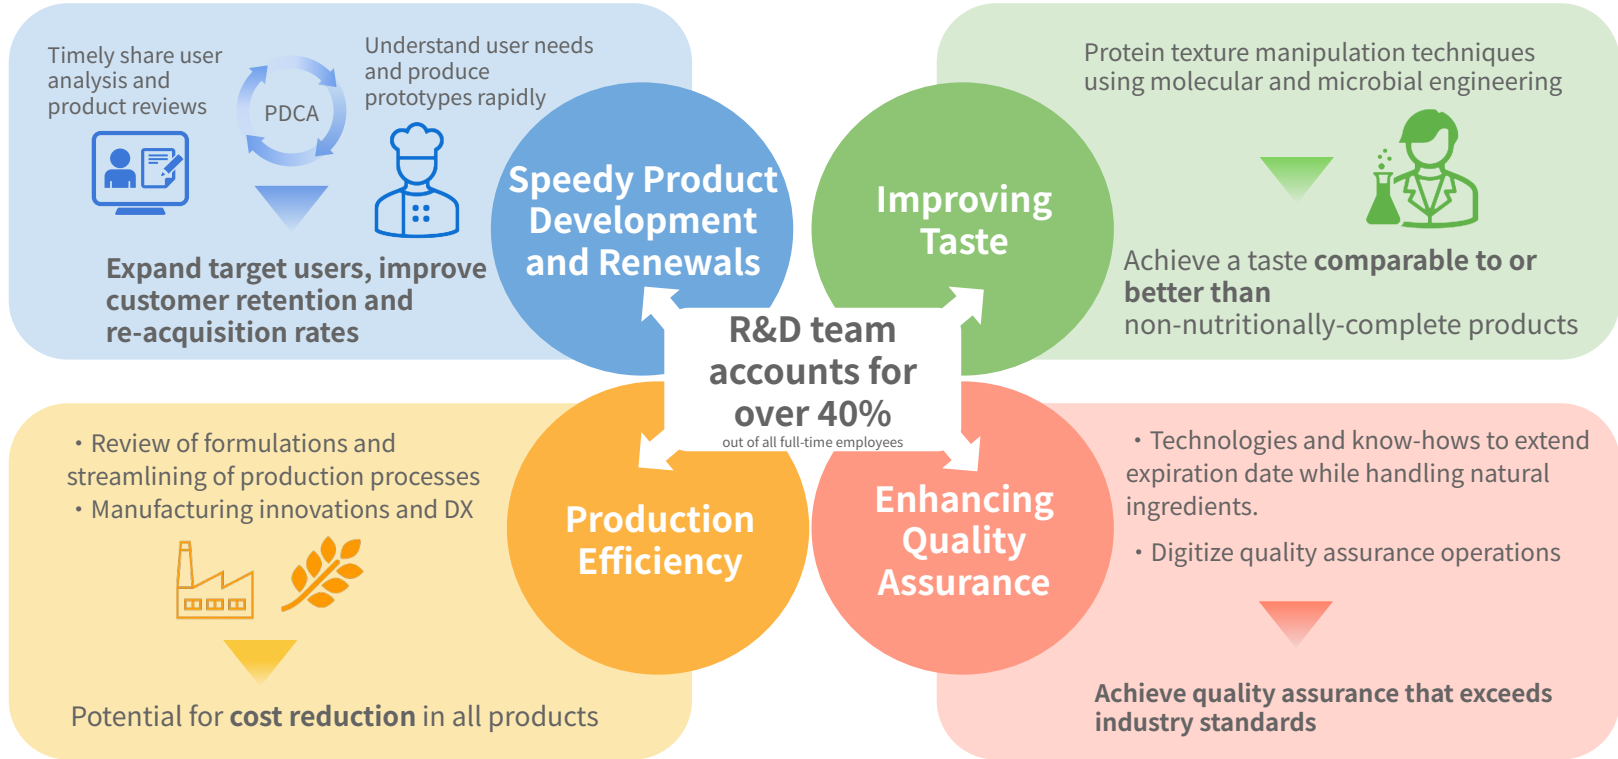 Timely share user
analysis and
product reviews
PDCA
Understand user needs
and produce
prototypes rapidly
Expand target users, improve
customer retention and
re-acquisition rates
Speedy Product
Development
and Renewals
Improving
Taste
Protein texture manipulation techniques
using molecular and microbial engineering
Achieve a taste comparable to or
better than
non-nutritionally-complete products
R&D team
accounts for
over 40%
out of all full-time employees
・Review of formulations and
streamlining of production processes
・Manufacturing innovations and DX
Potential for cost reduction in all products
Production
Efficiency
Enhancing
Quality
Assurance
・Technologies and know-hows to extend
expiration date while handling natural
ingredients.
・Digitize quality assurance operations
Achieve quality assurance that exceeds
industry standards